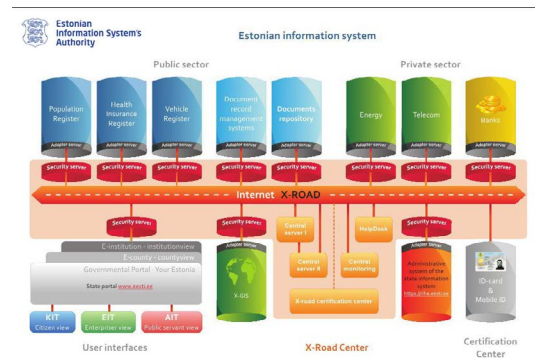 Estonian
Information System's
Authority
Estonian information system
Public sector
Private sector
Population
Register
Health
Insurance
Register
Vehicle
Register
Document
record
management
systems
Documents
repository
Energy
Telecom
Banks
Adapter server
Adapter server
Adapter server
Adapter server
Adapter server
Adapter server
Adapter server
Adapter server
Security server
Security server
Security server
Security server
Security server
Security server
Security server
Security server
Internet X-ROAD
Security server
Security server
Central
server I
HelpDesk
Security server
Security server
E-institution - institutionview
E-county - countyview
Governmental Portal - Your Estonia
State portal www.eesti.ee
Adapter server
X-GIS
Central
server II
Central
monitoring
X-road certification center
Adapter server
Administrative
system of the
state information
system
https://riha.eesti.ee
ID-card
&
Mobile ID
KIT
Citizen view
EIT
Enterpriser view
AIT
Public servant view
User interfaces
X-Road Center
Certification
Center